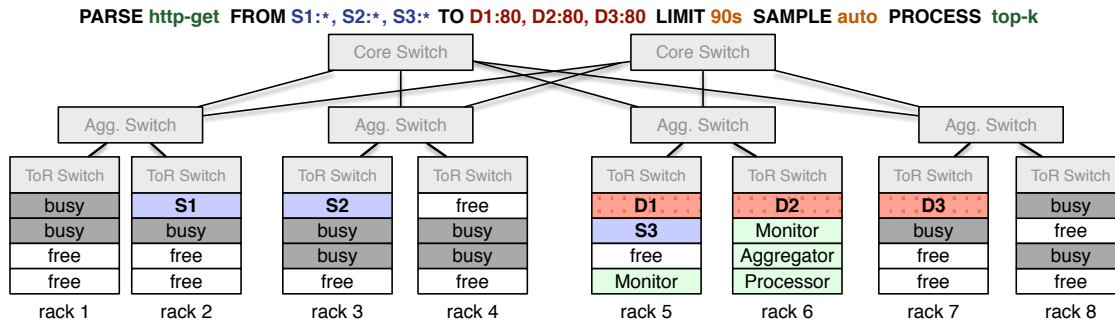 PARSE http-get FROM S1:*, S2:*, S3:* TO D1:80, D2:80, D3:80 LIMIT 90s SAMPLE auto PROCESS top-k
Core Switch Core Switch
Agg. Switch Agg. Switch Agg. Switch Agg. Switch
ToR Switch ToR Switch ToR Switch ToR Switch ToR Switch ToR Switch ToR Switch ToR Switch
busy S1 S2 free D1 D2 D3 busy
busy busy busy busy S3 Monitor busy free
free free busy busy free Aggregator free busy
free free free free Monitor Processor free free
rack 1 rack 2 rack 3 rack 4 rack 5 rack 6 rack 7 rack 8